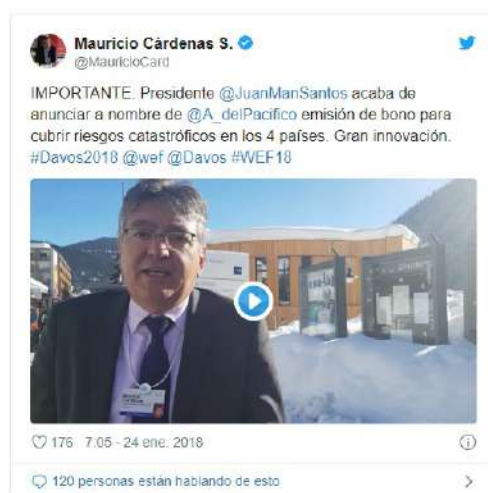 Mauricio Cárdenas S.
@MauricioCard
IMPORTANTE. Presidente @JuanManSantos acaba de
anunciar a nombre de @A_delPacifico emisión de bono para
cubrir riesgos catastróficos en los 4 países. Gran innovación.
#Davos2018 @wef @Davos #WEF18
176 7:05 - 24 ene. 2018
120 personas están hablando de esto